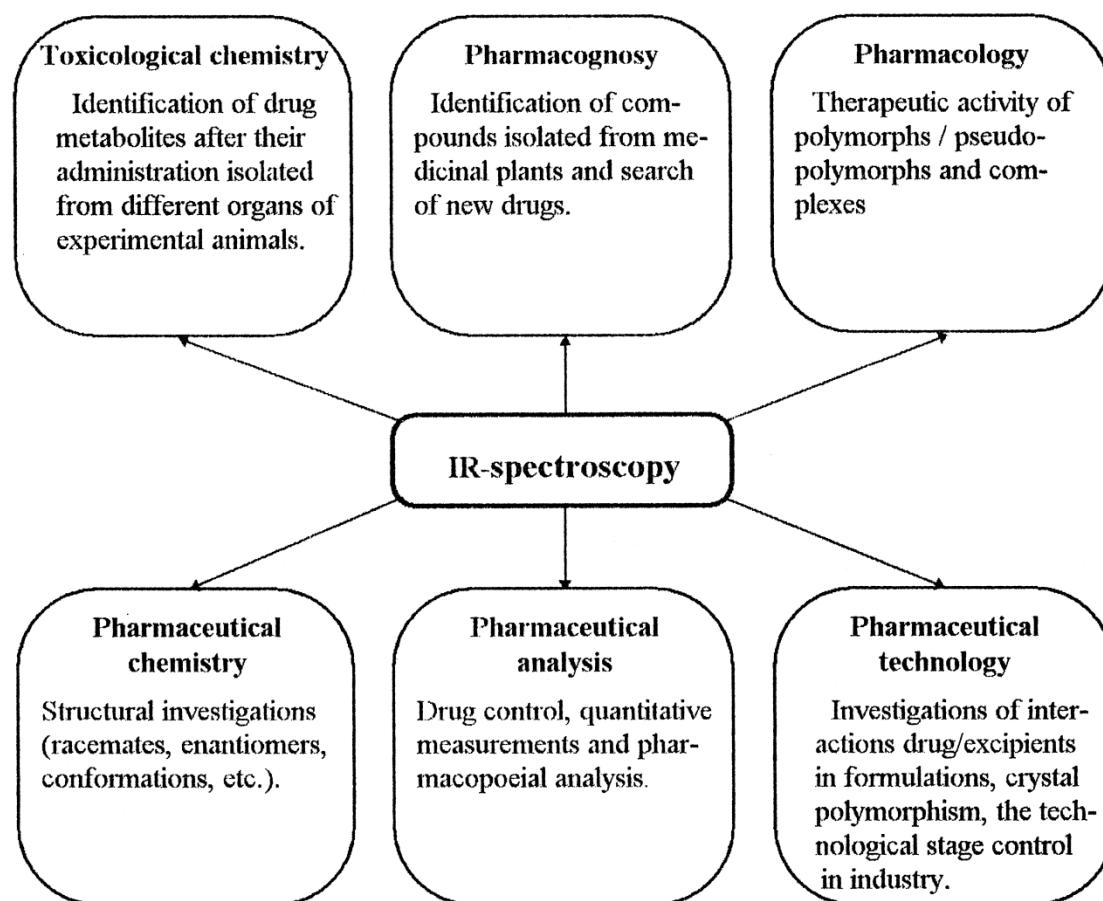 Toxicological chemistry
Identification of drug
metabolites after their
administration isolated
from different organs of
experimental animals.
Pharmacognosy
Identification of com-
pounds isolated from me-
dicinal plants and search
of new drugs.
Pharmacology
Therapeutic activity of
polymorphs / pseudo-
polymorphs and com-
plexes
IR-spectroscopy
Pharmaceutical
chemistry
Structural investigations
(racemates, enantiomers,
conformations, etc.).
Pharmaceutical
analysis
Drug control, quantitative
measurements and phar-
macopoeial analysis.
Pharmaceutical
technology
Investigations of inter-
actions drug/excipients
in formulations, crystal
polymorphism, the tech-
nological stage control
in industry.